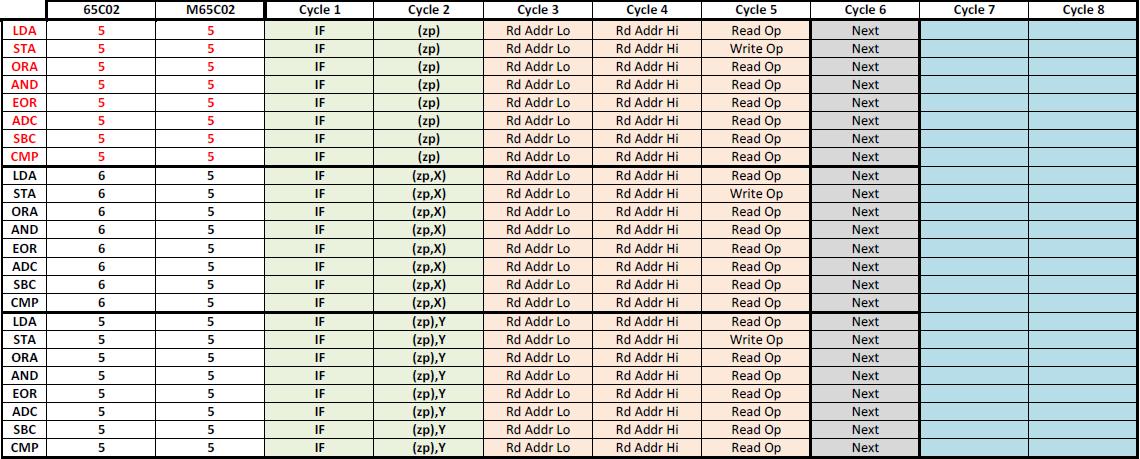 65C02 M65C02 Cycle 1 Cycle 2 Cycle 3 Cycle 4 Cycle 5 Cycle 6 Cycle 7 Cycle 8
LDA 5 5 IF (zp) Rd Addr Lo Rd Addr Hi Read Op Next
STA 5 5 IF (zp) Rd Addr Lo Rd Addr Hi Write Op Next
ORA 5 5 IF (zp) Rd Addr Lo Rd Addr Hi Read Op Next
AND 5 5 IF (zp) Rd Addr Lo Rd Addr Hi Read Op Next
EOR 5 5 IF (zp) Rd Addr Lo Rd Addr Hi Read Op Next
ADC 5 5 IF (zp) Rd Addr Lo Rd Addr Hi Read Op Next
SBC 5 5 IF (zp) Rd Addr Lo Rd Addr Hi Read Op Next
CMP 5 5 IF (zp) Rd Addr Lo Rd Addr Hi Read Op Next
LDA 6 5 IF (zp,X) Rd Addr Lo Rd Addr Hi Read Op Next
STA 6 5 IF (zp,X) Rd Addr Lo Rd Addr Hi Write Op Next
ORA 6 5 IF (zp,X) Rd Addr Lo Rd Addr Hi Read Op Next
AND 6 5 IF (zp,X) Rd Addr Lo Rd Addr Hi Read Op Next
EOR 6 5 IF (zp,X) Rd Addr Lo Rd Addr Hi Read Op Next
ADC 6 5 IF (zp,X) Rd Addr Lo Rd Addr Hi Read Op Next
SBC 6 5 IF (zp,X) Rd Addr Lo Rd Addr Hi Read Op Next
CMP 6 5 IF (zp,X) Rd Addr Lo Rd Addr Hi Read Op Next
LDA 5 5 IF (zp),Y Rd Addr Lo Rd Addr Hi Read Op Next
STA 5 5 IF (zp),Y Rd Addr Lo Rd Addr Hi Write Op Next
ORA 5 5 IF (zp),Y Rd Addr Lo Rd Addr Hi Read Op Next
AND 5 5 IF (zp),Y Rd Addr Lo Rd Addr Hi Read Op Next
EOR 5 5 IF (zp),Y Rd Addr Lo Rd Addr Hi Read Op Next
ADC 5 5 IF (zp),Y Rd Addr Lo Rd Addr Hi Read Op Next
SBC 5 5 IF (zp),Y Rd Addr Lo Rd Addr Hi Read Op Next
CMP 5 5 IF (zp),Y Rd Addr Lo Rd Addr Hi Read Op Next